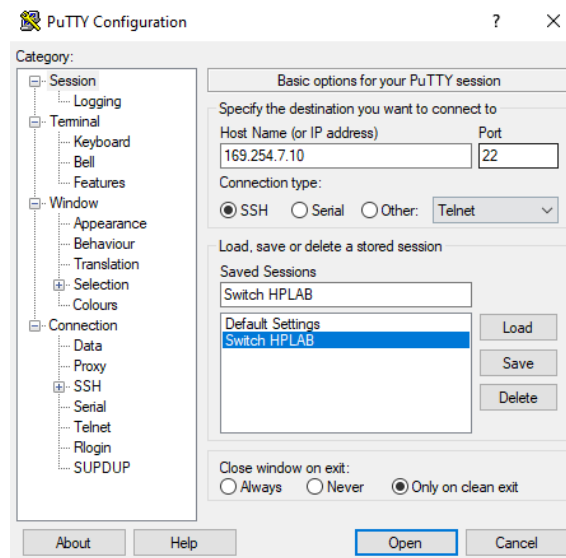 PuTTY Configuration
?
Category:
Session
Logging
Terminal
Keyboard
Bell
Features
Window
Appearance
Behaviour
Translation
Selection
Colours
Connection
Data
Proxy
SSH
Serial
Telnet
Rlogin
SUPDUP
Basic options for your PuTTY session
Specify the destination you want to connect to
Host Name (or IP address) Port
169.254.7.10 22
Connection type:
SSH Serial Other: Telnet
Load, save or delete a stored session
Saved Sessions
Switch HPLAB
Default Settings
Switch HPLAB
Load
Save
Delete
Close window on exit:
Always Never Only on clean exit
About Help Open Cancel